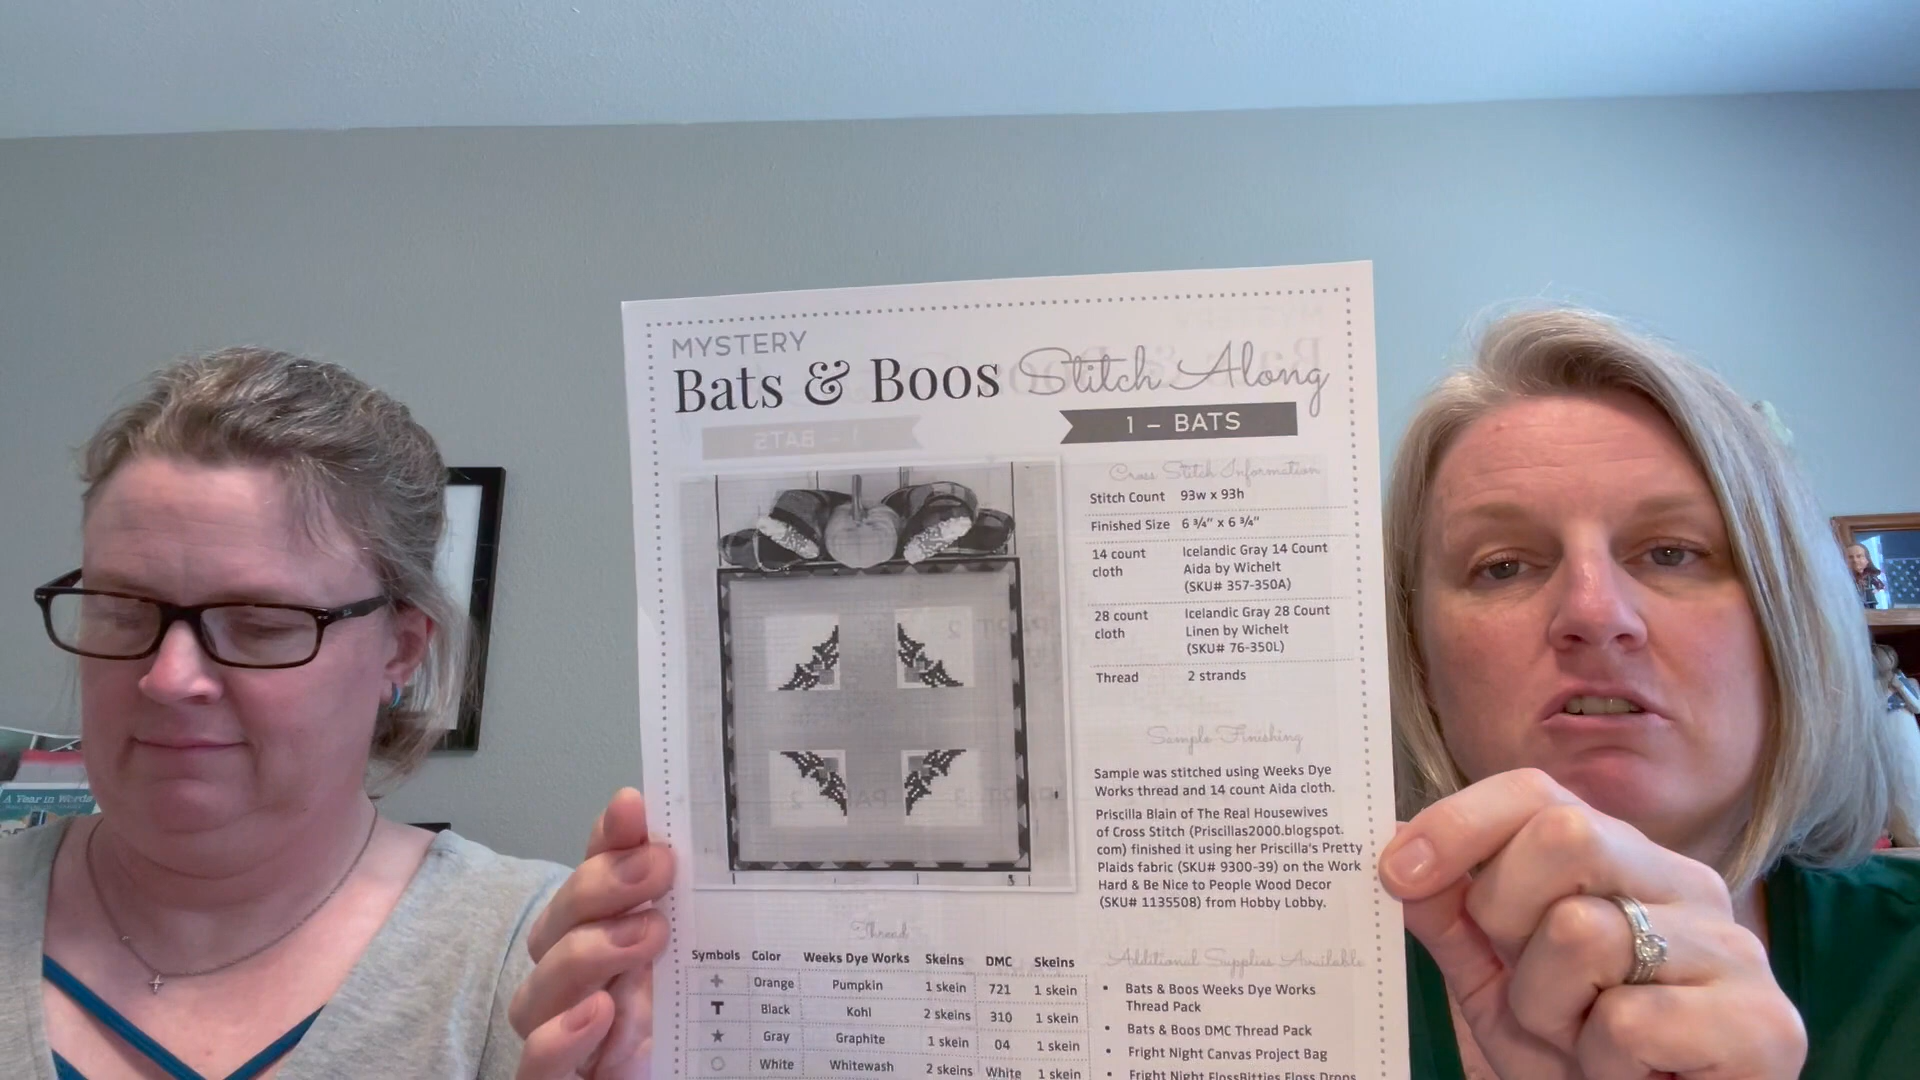 MYSTERY
Bats & Boos Stitch Along
1 – BATS
Cross Stitch Information
Stitch Count 93w x 93h
Finished Size 6 ¾" x 6 ¾"
14 count cloth Icelandic Gray 14 Count Aida by Wichelt (SKU# 357-350A)
28 count cloth Icelandic Gray 28 Count Linen by Wichelt (SKU# 76-350L)
Thread 2 strands
Sample Finishing
Sample was stitched using Weeks Dye
Works thread and 14 count Aida cloth.
Priscilla Blain of The Real Housewives
of Cross Stitch (Priscillas2000.blogspot.
com) finished it using her Priscilla's Pretty
Plaids fabric (SKU# 9300-39) on the Work
Hard & Be Nice to People Wood Decor
(SKU# 1135508) from Hobby Lobby.
Thread
Symbols Color Weeks Dye Works Skeins DMC Skeins
Orange Pumpkin 1 skein 721 1 skein
T Black Kohl 2 skeins 310 1 skein
Gray Graphite 1 skein 04 1 skein
White Whitewash 2 skeins White 1 skein
Additional Supplies Available
• Bats & Boos Weeks Dye Works
Thread Pack
• Bats & Boos DMC Thread Pack
• Fright Night Canvas Project Bag
• Fright Night FlossBitties Floss Drops
A Year in Words